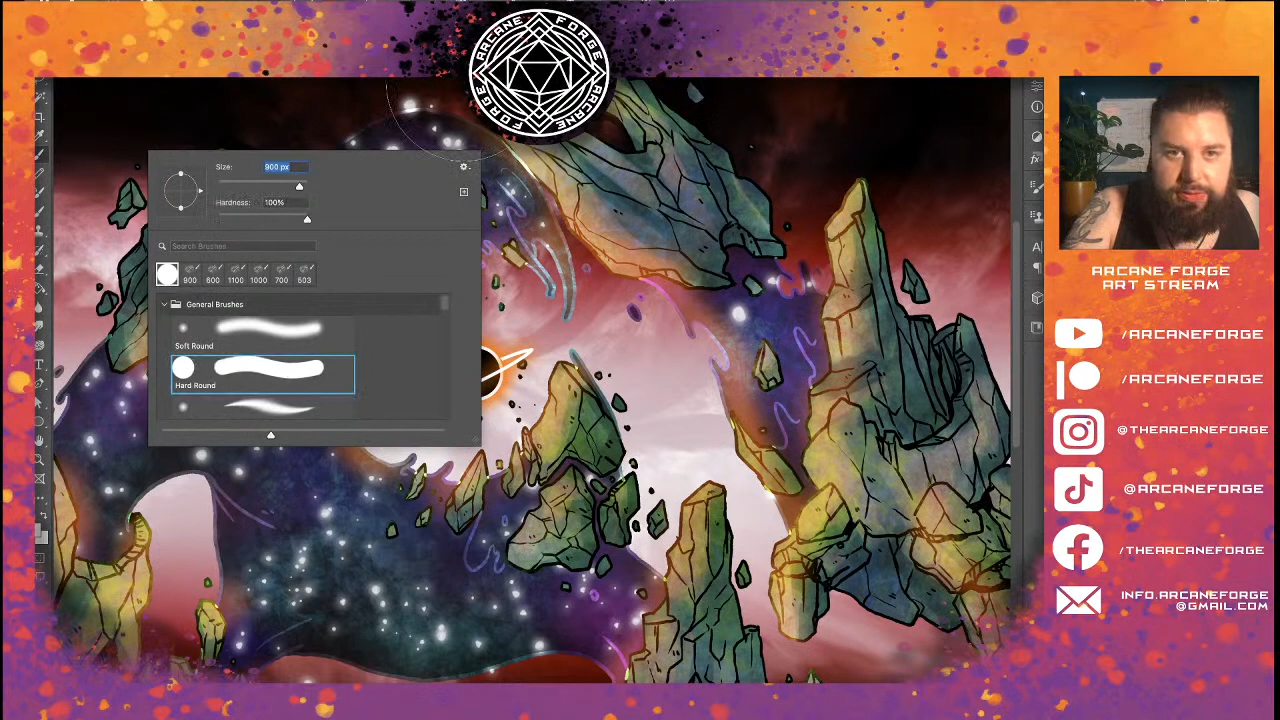 ARCANE FORGE
ARCANE FORGE
Size: 900 px
Hardness: 100%
Search Brushes
900 600 1100 1000 700 603
General Brushes
Soft Round
Hard Round
ARCANE FORGE
ART STREAM
/ARCANEFORGE
/ARCANEFORGE
@THEARCANEFORGE
@ARCANEFORGE
/THEARCANEFORGE
INFO.ARCANEFORGE
@GMAIL.COM